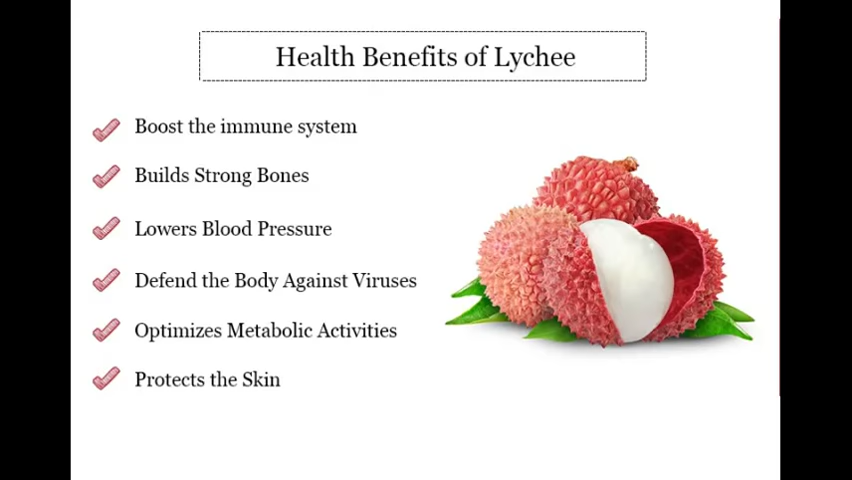 Health Benefits of Lychee
Boost the immune system
Builds Strong Bones
Lowers Blood Pressure
Defend the Body Against Viruses
Optimizes Metabolic Activities
Protects the Skin